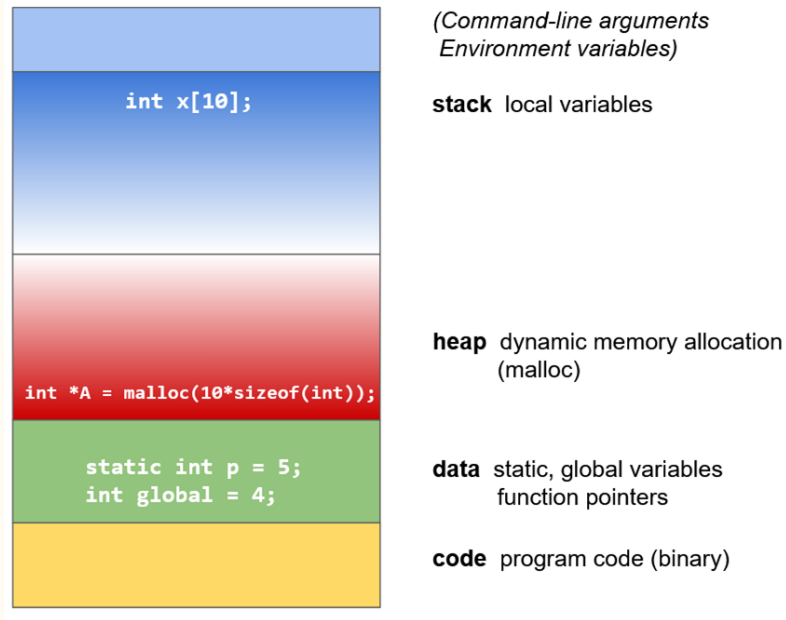 (Command-line arguments
Environment variables)
int x[10];
stack local variables
heap dynamic memory allocation
(malloc)
int *A = malloc(10*sizeof(int));
static int p = 5;
int global = 4;
data static, global variables
function pointers
code program code (binary)